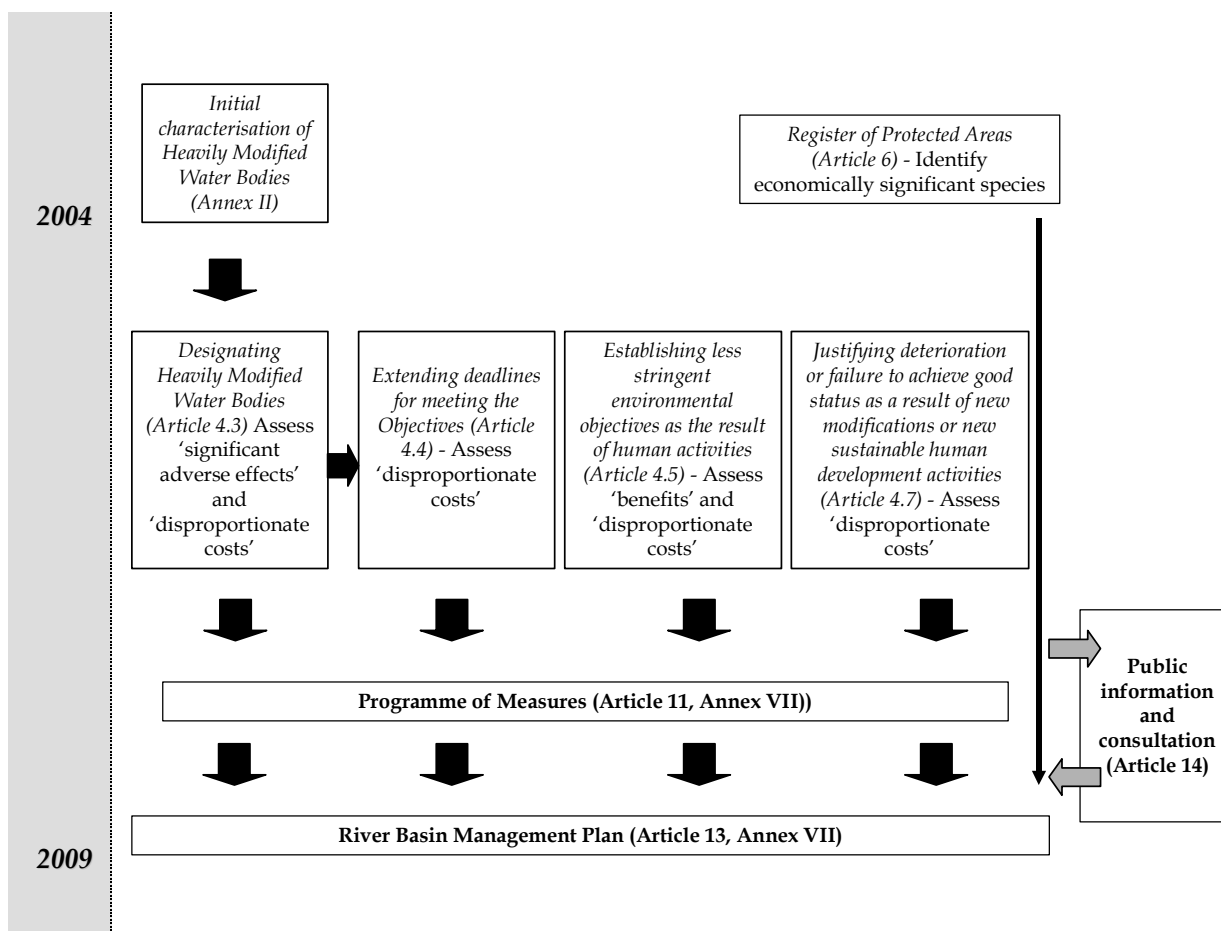 Initial
characterisation of
Heavily Modified
Water Bodies
(Annex II)
Register of Protected Areas
(Article 6) - Identify
economically significant species
2004
Designating
Heavily Modified
Water Bodies
(Article 4.3) Assess
‘significant
adverse effects’
and
‘disproportionate
costs’
Extending deadlines
for meeting the
Objectives (Article
4.4) - Assess
‘disproportionate
costs’
Establishing less
stringent
environmental
objectives as the result
of human activities
(Article 4.5) - Assess
‘benefits’ and
‘disproportionate
costs’
Justifying deterioration
or failure to achieve good
status as a result of new
modifications or new
sustainable human
development activities
(Article 4.7) - Assess
‘disproportionate costs’
Programme of Measures (Article 11, Annex VII))
Public
information
and
consultation
(Article 14)
River Basin Management Plan (Article 13, Annex VII)
2009